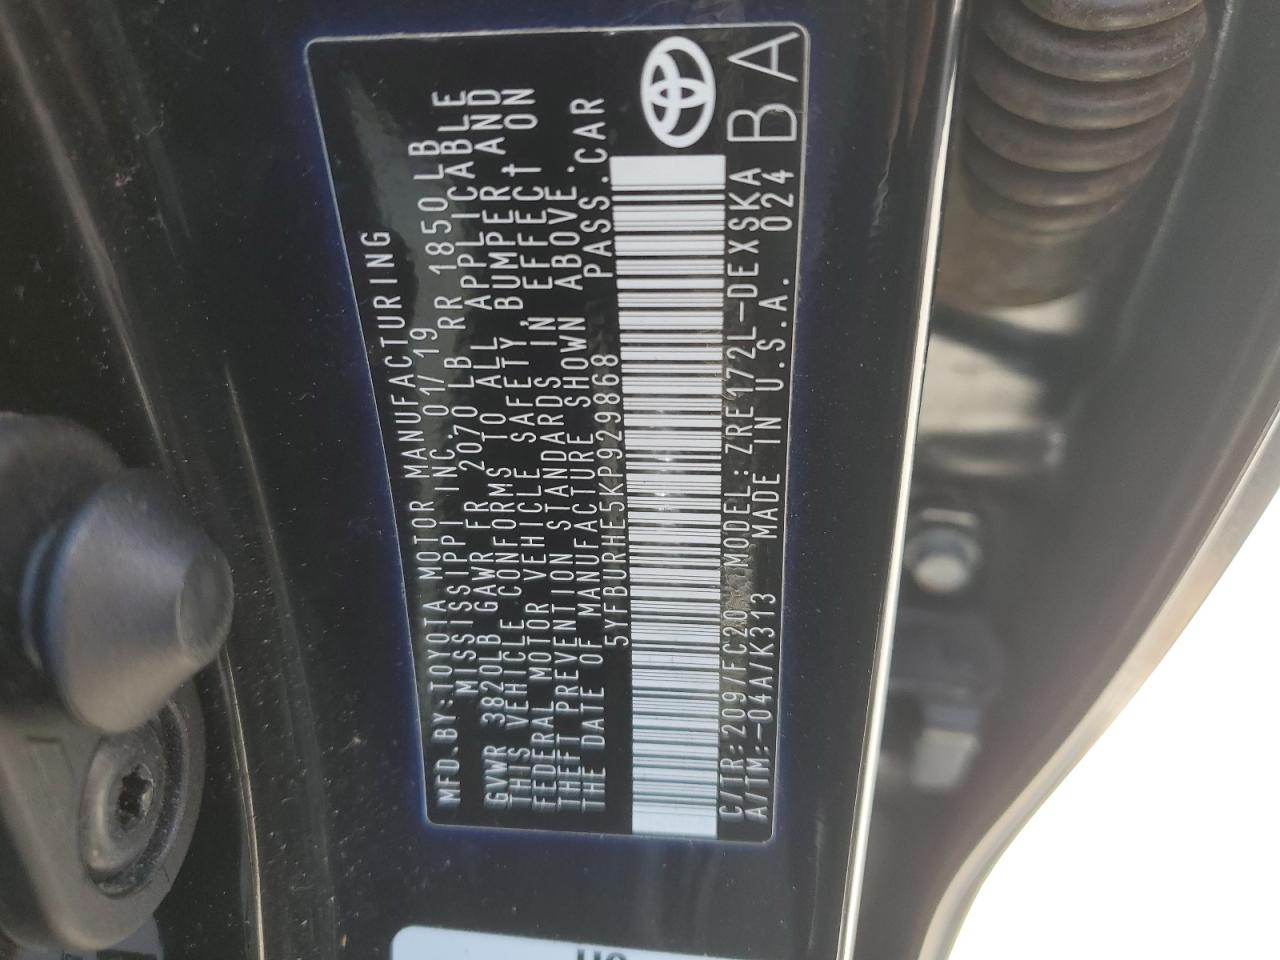 MFD.BY:TOYOTA MOTOR MANUFACTURING
MISSISSIPPI INC. 01/19
GVWR 3820LB GAWR FR 2070LB RR 1850LB
THIS VEHICLE CONFORMS TO ALL APPLICABLE
FEDERAL MOTOR VEHICLE SAFETY, BUMPER AND
THEFT PREVENTION STANDARDS IN EFFECT ON
THE DATE OF MANUFACTURE SHOWN ABOVE.
5YFBURHE5KP929868 PASS.CAR
C/TR:209/FC20 MODEL:ZRE172L-DEXSKA
A/TM:-04A/K313 MADE IN U.S.A. 024
BA